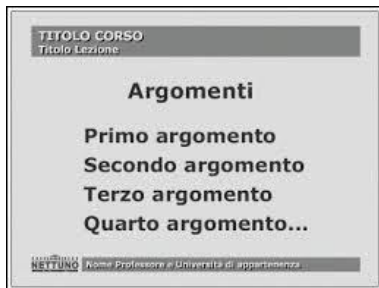 TITOLO CORSO
Titolo Lezione
Argomenti
Primo argomento
Secondo argomento
Terzo argomento
Quarto argomento...
NETTUNO Nome Professore e Università di appartenenza